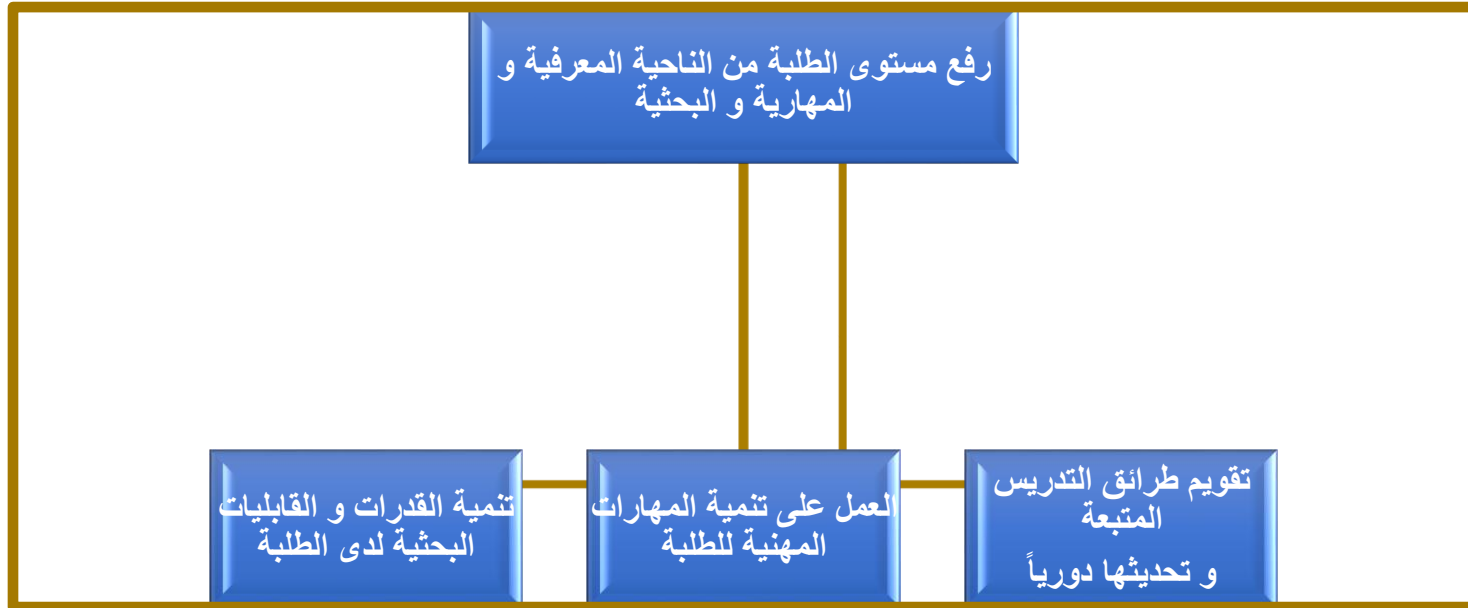 رفع مستوى الطلبة من الناحية المعرفية و
المهارية و البحثية
تقويم طرائق التدريس
المتبعة
و تحديثها دورياً
العمل على تنمية المهارات
المهنية للطلبة
تنمية القدرات و القابليات
البحثية لدى الطلبة